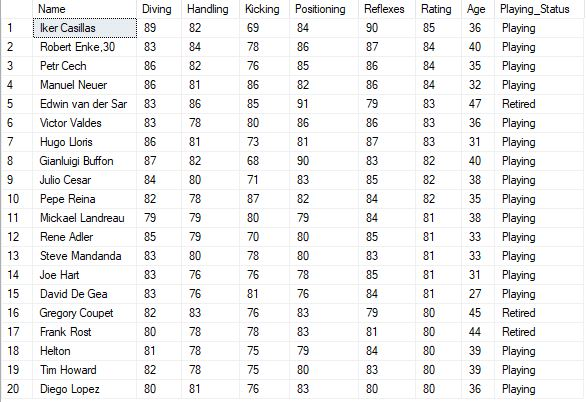 Name Diving Handling Kicking Positioning Reflexes Rating Age Playing_Status
1 Iker Casillas 89 82 69 84 90 85 36 Playing
2 Robert Enke,30 83 84 78 86 87 84 40 Playing
3 Petr Cech 86 82 76 85 86 84 35 Playing
4 Manuel Neuer 86 81 86 82 86 84 32 Playing
5 Edwin van der Sar 83 86 85 91 79 83 47 Retired
6 Victor Valdes 83 78 80 86 86 83 36 Playing
7 Hugo Lloris 86 81 73 81 87 83 31 Playing
8 Gianluigi Buffon 87 82 68 90 83 82 40 Playing
9 Julio Cesar 84 80 71 83 85 82 38 Playing
10 Pepe Reina 82 78 87 82 84 82 35 Playing
11 Mickael Landreau 79 79 80 79 84 81 38 Playing
12 Rene Adler 85 79 70 80 85 81 33 Playing
13 Steve Mandanda 83 80 78 80 83 81 33 Playing
14 Joe Hart 83 76 76 78 85 81 31 Playing
15 David De Gea 83 76 81 76 84 81 27 Playing
16 Gregory Coupet 82 83 76 83 79 80 45 Retired
17 Frank Rost 80 78 78 83 81 80 44 Retired
18 Helton 81 78 75 79 84 80 39 Playing
19 Tim Howard 82 78 75 80 83 80 39 Playing
20 Diego Lopez 80 81 76 83 80 80 36 Playing